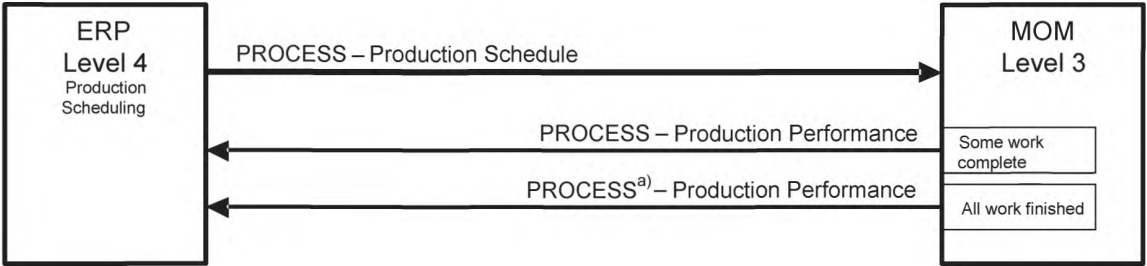 ERP
Level 4
Production
Scheduling
PROCESS – Production Schedule
MOM
Level 3
PROCESS – Production Performance
Some work
complete
PROCESSa) – Production Performance
All work finished